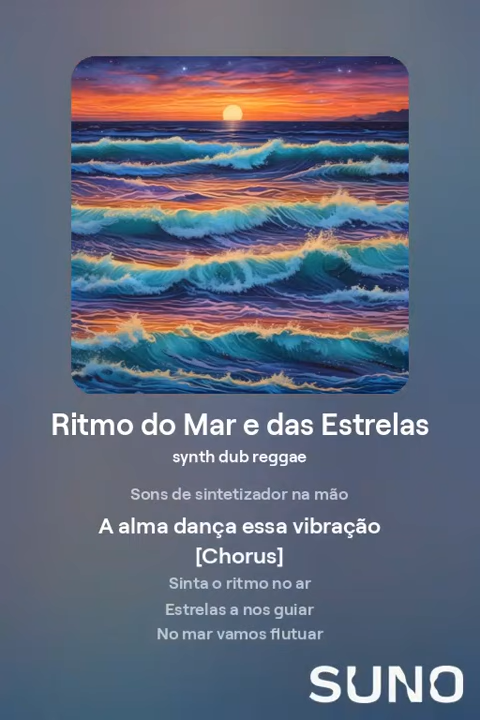 Ritmo do Mar e das Estrelas
synth dub reggae
Sons de sintetizador na mão
A alma dança essa vibração
[Chorus]
Sinta o ritmo no ar
Estrelas a nos guiar
No mar vamos flutuar
SUNO